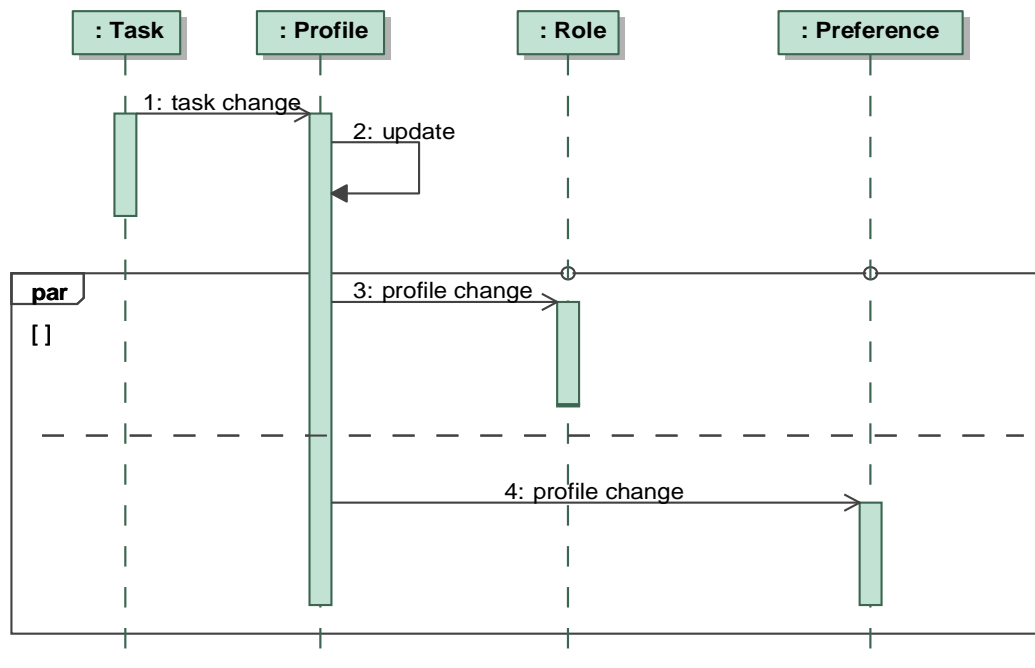 : Task
: Profile
: Role
: Preference
1: task change
2: update
par
3: profile change
[ ]
4: profile change